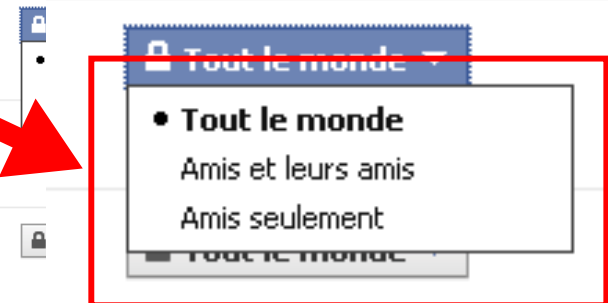 Tout le monde
• Tout le monde
Amis et leurs amis
Amis seulement
Tout le monde